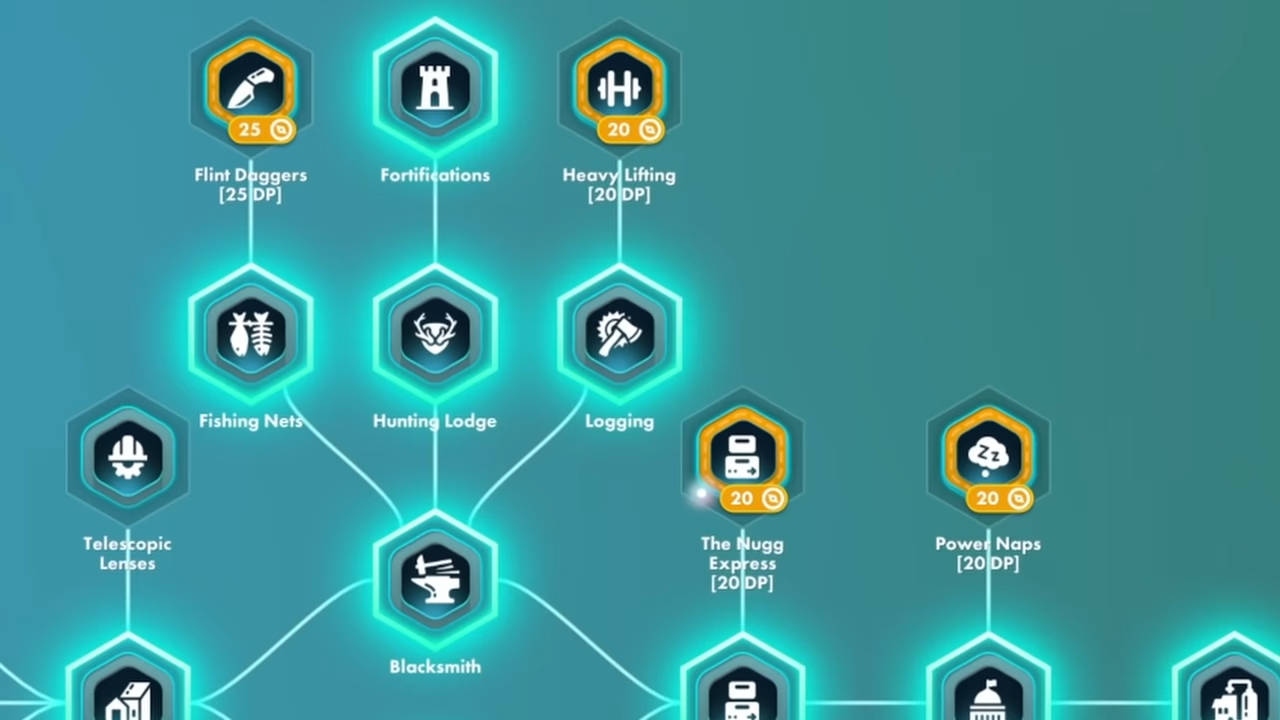 25
20
Flint Daggers
[25 DP]
Fortifications
Heavy Lifting
[20 DP]
Fishing Nets
Hunting Lodge
Logging
20
20
Telescopic
Lenses
The Nugg
Express
[20 DP]
Power Naps
[20 DP]
Blacksmith